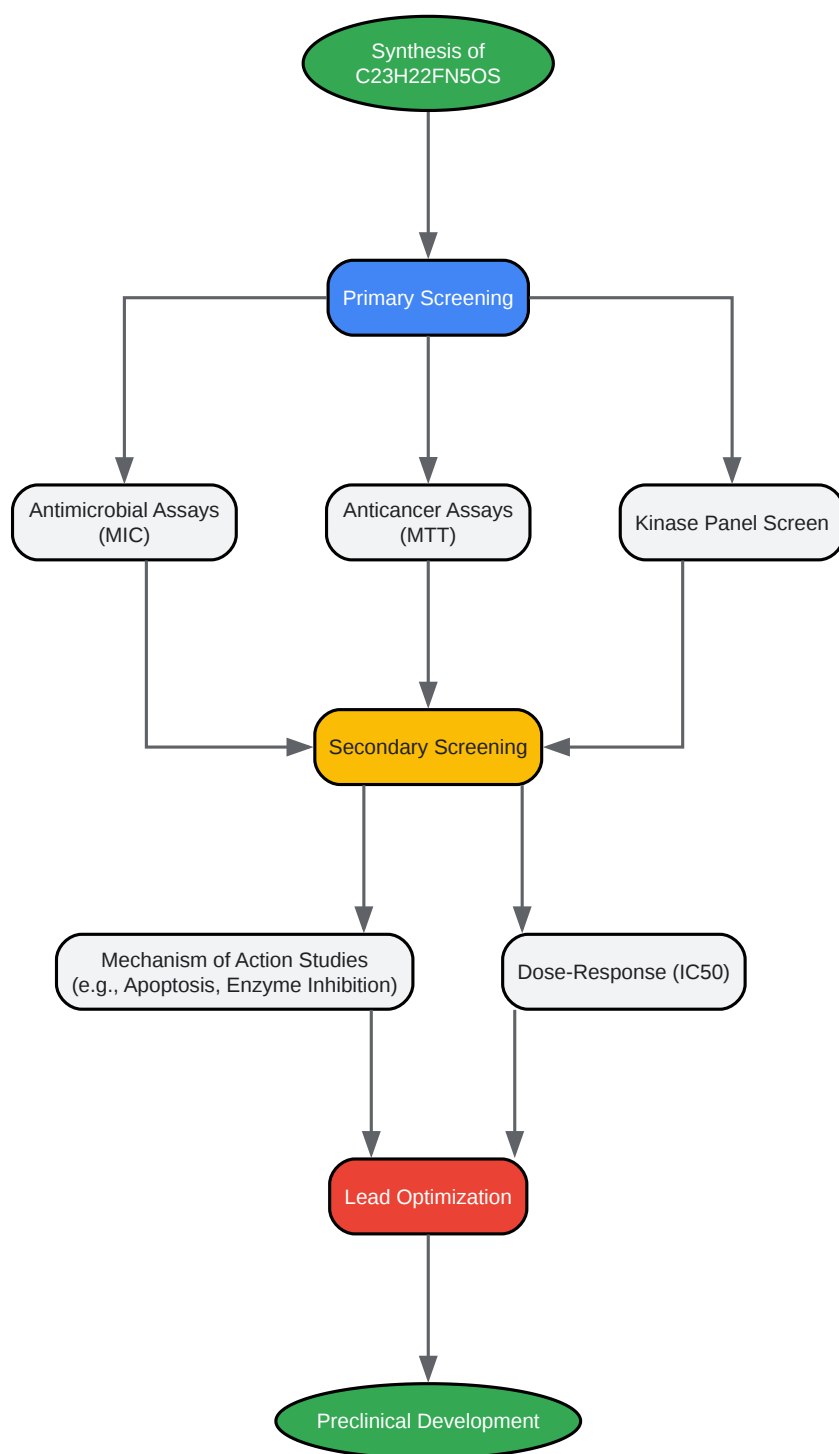 Synthesis of
C23H22FN5OS
Primary Screening
Antimicrobial Assays
(MIC)
Anticancer Assays
(MTT)
Kinase Panel Screen
Secondary Screening
Mechanism of Action Studies
(e.g., Apoptosis, Enzyme Inhibition)
Dose-Response (IC50)
Lead Optimization
Preclinical Development